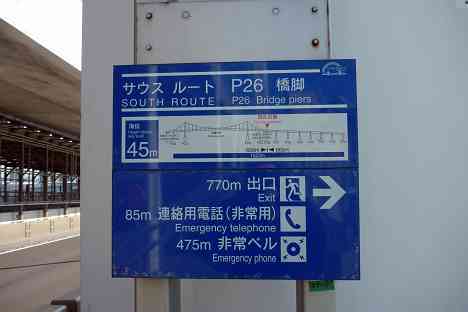 サウス ルート P26 橋脚
SOUTH ROUTE P26 Bridge piers
海抜
45m
770m 出口
Exit
85m 連絡用電話(非常用)
Emergency telephone
475m 非常ベル
Emergency phone